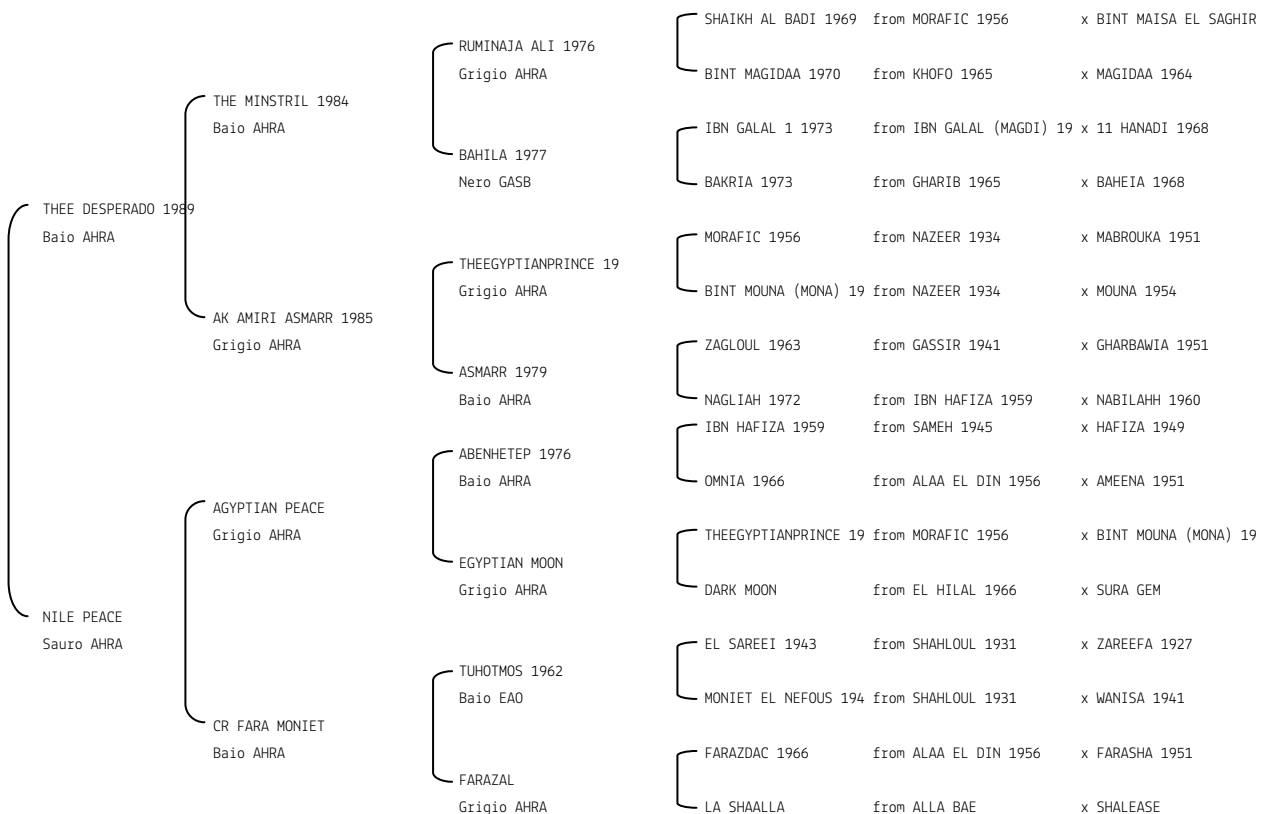 SHAIKH AL BADI 1969 from MORAFIC 1956 x BINT MAISA EL SAGHIR
RUMINAJA ALI 1976
Grigio AHRA BINT MAGIDAA 1970 from KHOFO 1965 x MAGIDAA 1964
THE MINSTRIL 1984
Baio AHRA IBN GALAL 1 1973 from IBN GALAL (MAGDI) 19 x 11 HANADI 1968
BAHILA 1977
Nero GASB BAKRIA 1973 from GHARIB 1965 x BAHEIA 1968
THEE DESPERADO 1989
Baio AHRA MORAFIC 1956 from NAZEER 1934 x MABROUKA 1951
THEEGYPTIANPRINCE 19
Grigio AHRA BINT MOUNA (MONA) 19 from NAZEER 1934 x MOUNA 1954
AK AMIRI ASMARR 1985
Grigio AHRA ZAGLOUL 1963 from GASSIR 1941 x GHARBAWIA 1951
ASMARR 1979
Baio AHRA NAGLIAH 1972 from IBN HAFIZA 1959 x NABILAHH 1960
IBN HAFIZA 1959 from SAMEH 1945 x HAFIZA 1949
ABENHETEP 1976
Baio AHRA OMNIA 1966 from ALAA EL DIN 1956 x AMEENA 1951
AGYPTIAN PEACE
Grigio AHRA THEEGYPTIANPRINCE 19 from MORAFIC 1956 x BINT MOUNA (MONA) 19
EGYPTIAN MOON
Grigio AHRA DARK MOON from EL HILAL 1966 x SURA GEM
NILE PEACE
Sauro AHRA EL SAREEI 1943 from SHAHLOUL 1931 x ZAREEFA 1927
TUHOTMOS 1962
Baio EAO MONIET EL NEFOUS 194 from SHAHLOUL 1931 x WANISA 1941
CR FARA MONIET
Baio AHRA FARAZDAC 1966 from ALAA EL DIN 1956 x FARASHA 1951
FARAZAL
Grigio AHRA LA SHAALLA from ALLA BAE x SHALEASE